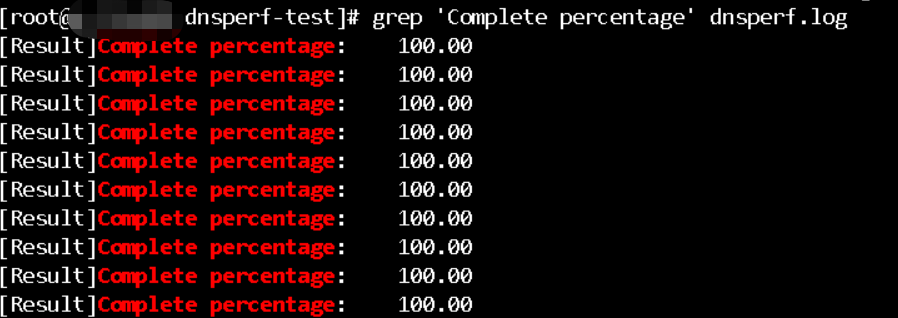 [root@ dnsperf-test]# grep 'Complete percentage' dnsperf.log
[Result]Complete percentage: 100.00
[Result]Complete percentage: 100.00
[Result]Complete percentage: 100.00
[Result]Complete percentage: 100.00
[Result]Complete percentage: 100.00
[Result]Complete percentage: 100.00
[Result]Complete percentage: 100.00
[Result]Complete percentage: 100.00
[Result]Complete percentage: 100.00
[Result]Complete percentage: 100.00